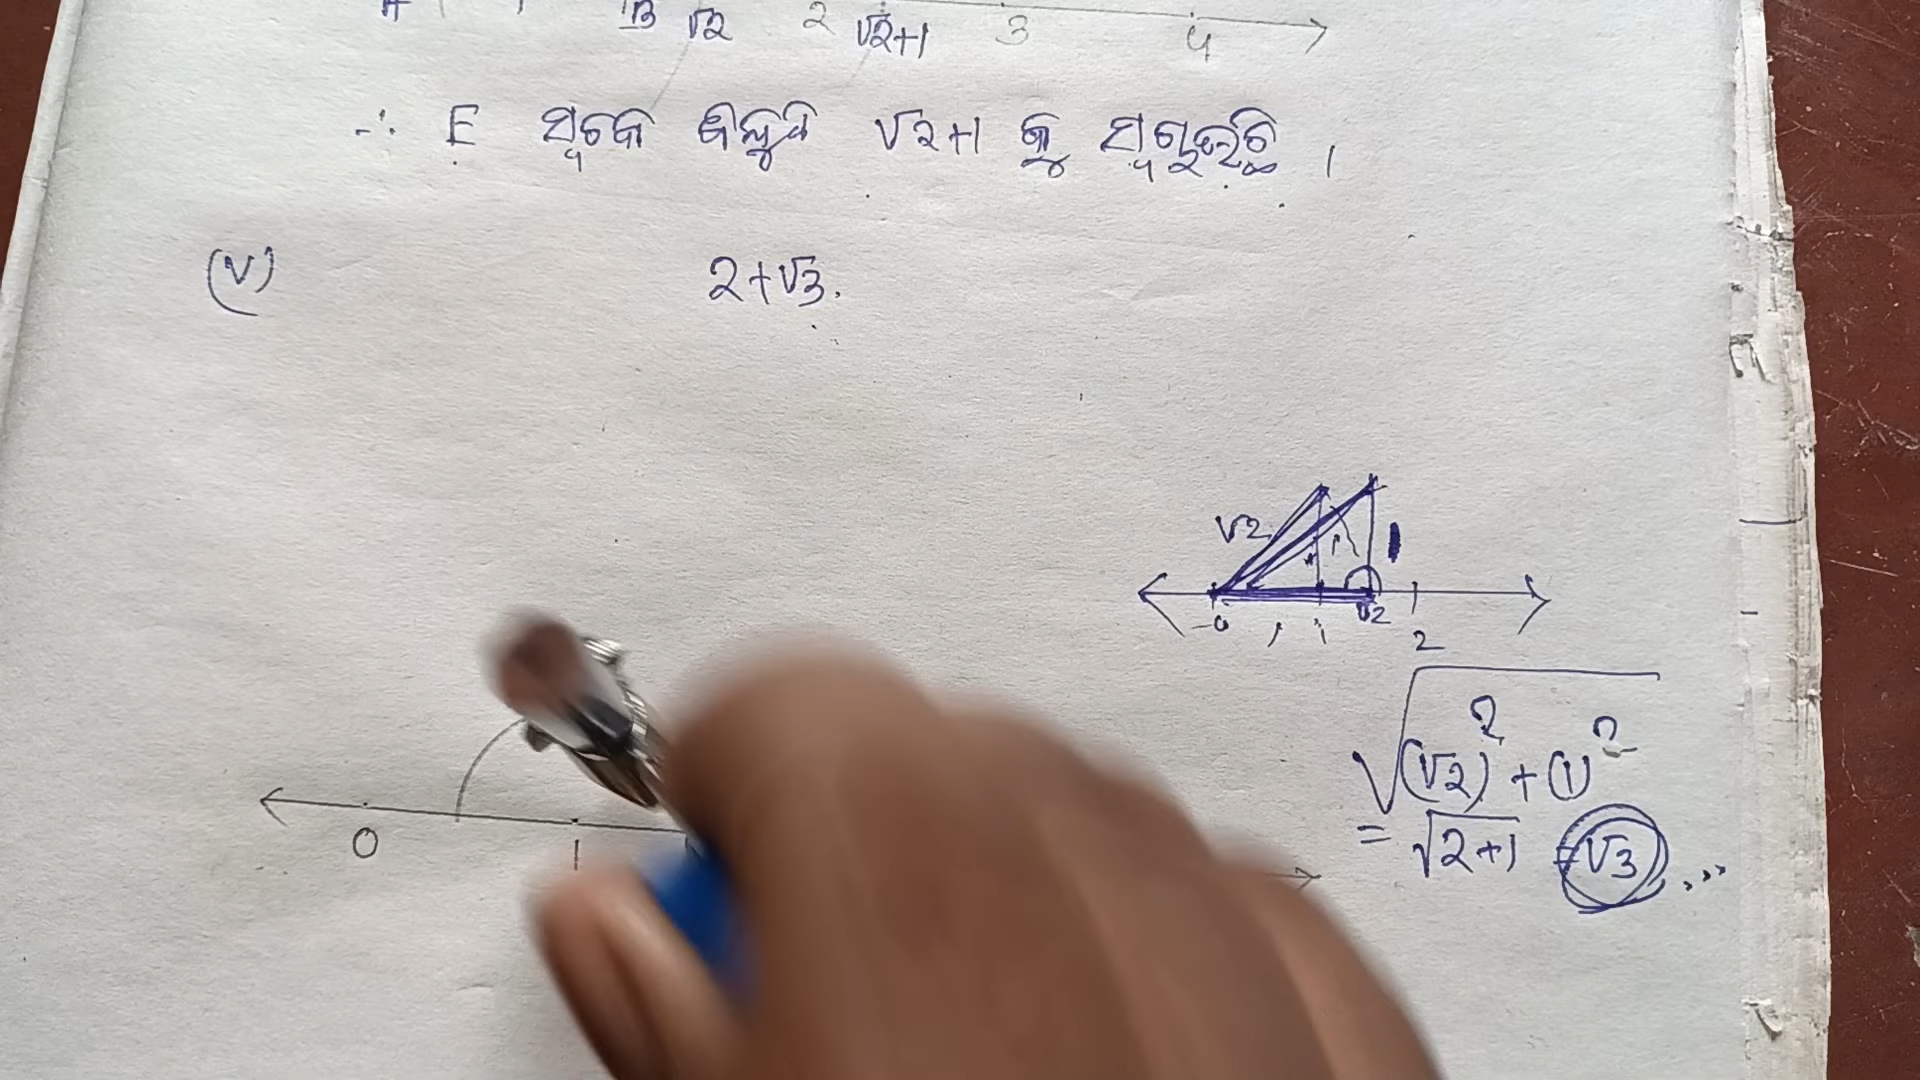 A B √2 2 √2+1 3 4
∴ E ସୂଚକ ବିନ୍ଦୁଟି √2+1 କୁ ସୂଚାଉଛି ।
(V) 2+√3.
√2 1 1
0 1 √2 2
√(√2)² + (1)²
= √2+1 = √3 ...
0 1